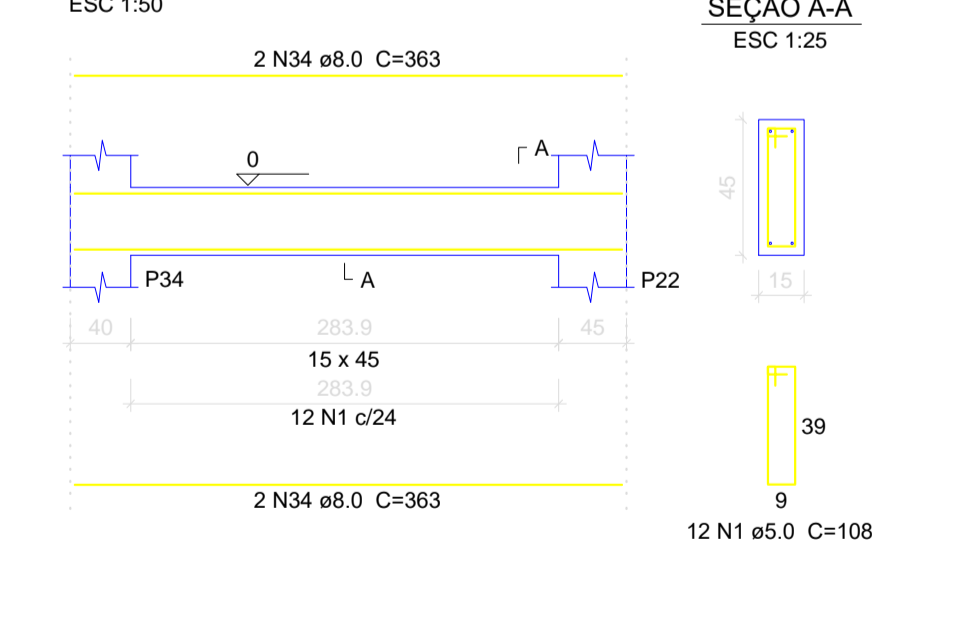 ESC 1:50
SEÇÃO A-A
ESC 1:25
2 N34 ø8.0 C=363
0
A
45
P34
A
P22
15
40
283.9
45
15 x 45
283.9
12 N1 c/24
39
2 N34 ø8.0 C=363
9
12 N1 ø5.0 C=108